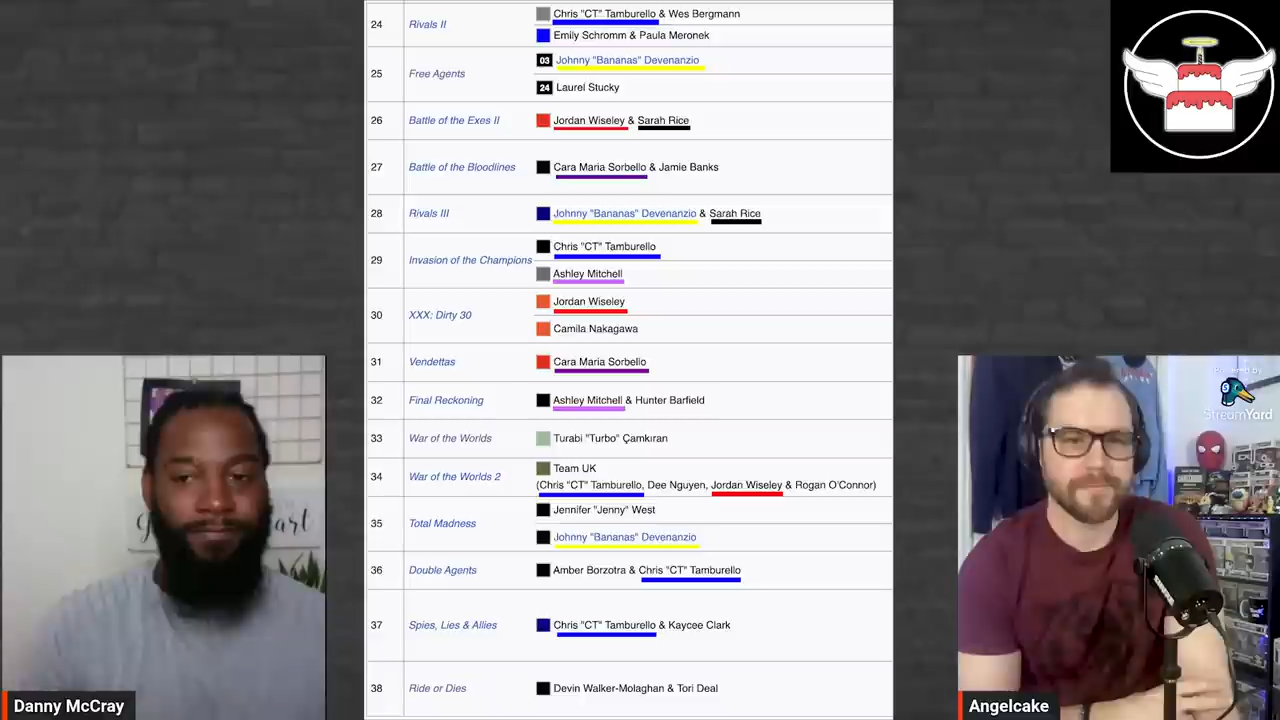 24 Rivals II Chris "CT" Tamburello & Wes Bergmann
Emily Schromm & Paula Meronek
25 Free Agents 03 Johnny "Bananas" Devenanzio
24 Laurel Stucky
26 Battle of the Exes II Jordan Wiseley & Sarah Rice
27 Battle of the Bloodlines Cara Maria Sorbello & Jamie Banks
28 Rivals III Johnny "Bananas" Devenanzio & Sarah Rice
29 Invasion of the Champions Chris "CT" Tamburello
Ashley Mitchell
30 XXX: Dirty 30 Jordan Wiseley
Camila Nakagawa
31 Vendettas Cara Maria Sorbello
32 Final Reckoning Ashley Mitchell & Hunter Barfield
33 War of the Worlds Turabi "Turbo" Çamkıran
34 War of the Worlds 2 Team UK
(Chris "CT" Tamburello, Dee Nguyen, Jordan Wiseley & Rogan O'Connor)
35 Total Madness Jennifer "Jenny" West
Johnny "Bananas" Devenanzio
36 Double Agents Amber Borzotra & Chris "CT" Tamburello
37 Spies, Lies & Allies Chris "CT" Tamburello & Kaycee Clark
38 Ride or Dies Devin Walker-Molaghan & Tori Deal
Danny McCray
Angelcake
Powered by
StreamYard